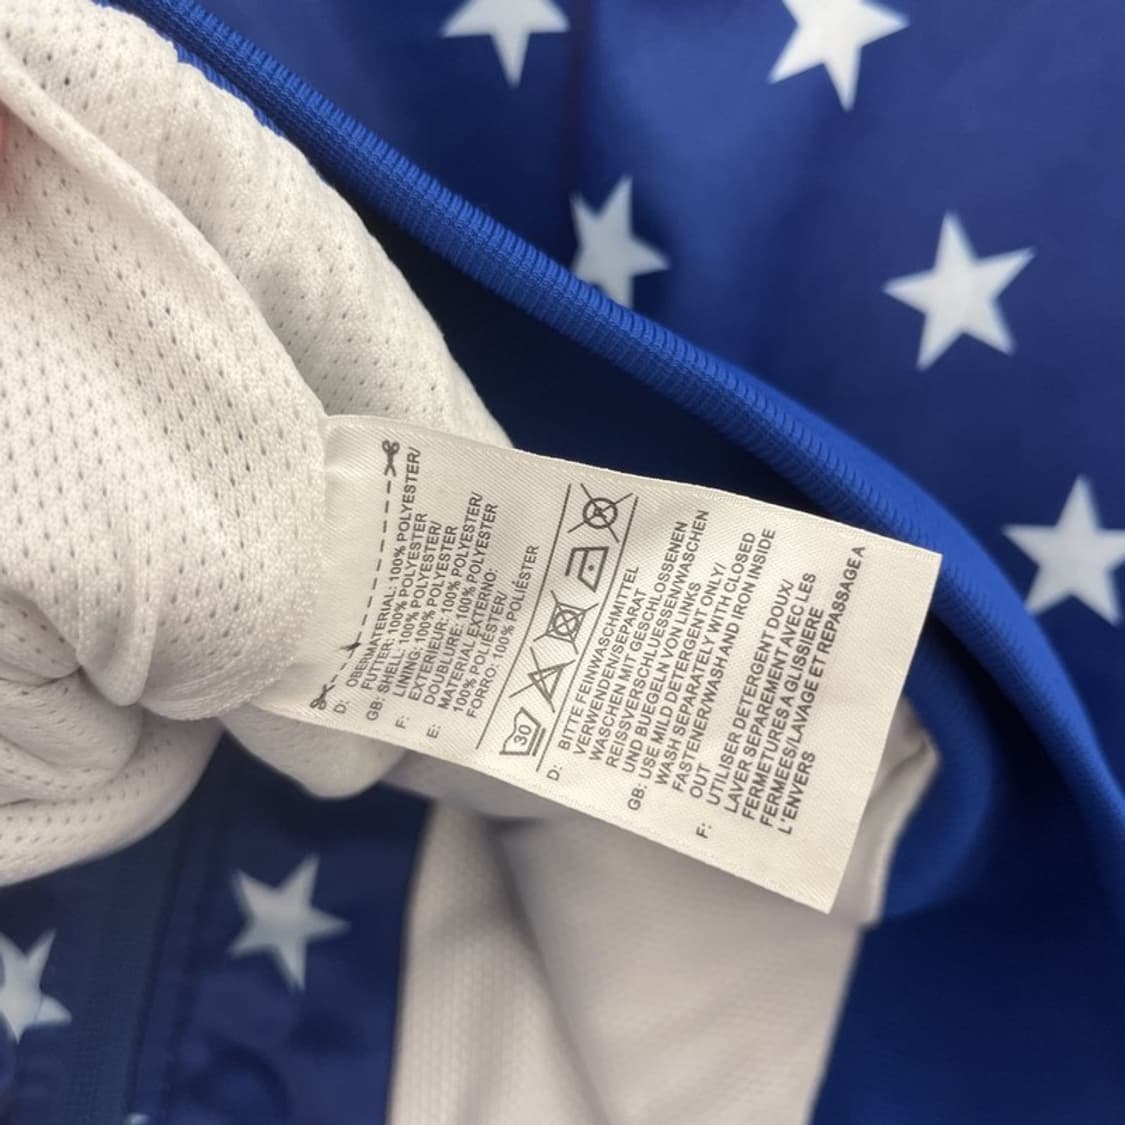 D: OBERMATERIAL: 100% POLYESTER/
FUTTER: 100% POLYESTER
GB: SHELL: 100% POLYESTER/
LINING: 100% POLYESTER
F: EXTERIEUR: 100% POLYESTER/
DOUBLURE: 100% POLYESTER
E: MATERIAL EXTERNO:
100% POLIÉSTER/
FORRO: 100% POLIÉSTER
30
D: BITTE FEINWASCHMITTEL
VERWENDEN/SEPARAT
WASCHEN MIT GESCHLOSSENEN
REISSVERSCHLUESSEN/WASCHEN
UND BUEGELN VON LINKS
GB: USE MILD DETERGENT ONLY/
WASH SEPARATELY WITH CLOSED
FASTENER/WASH AND IRON INSIDE
OUT
F: UTILISER DETERGENT DOUX/
LAVER SEPAREMENT AVEC LES
FERMETURES A GLISSIERE
FERMEES/LAVAGE ET REPASSAGE A
L'ENVERS